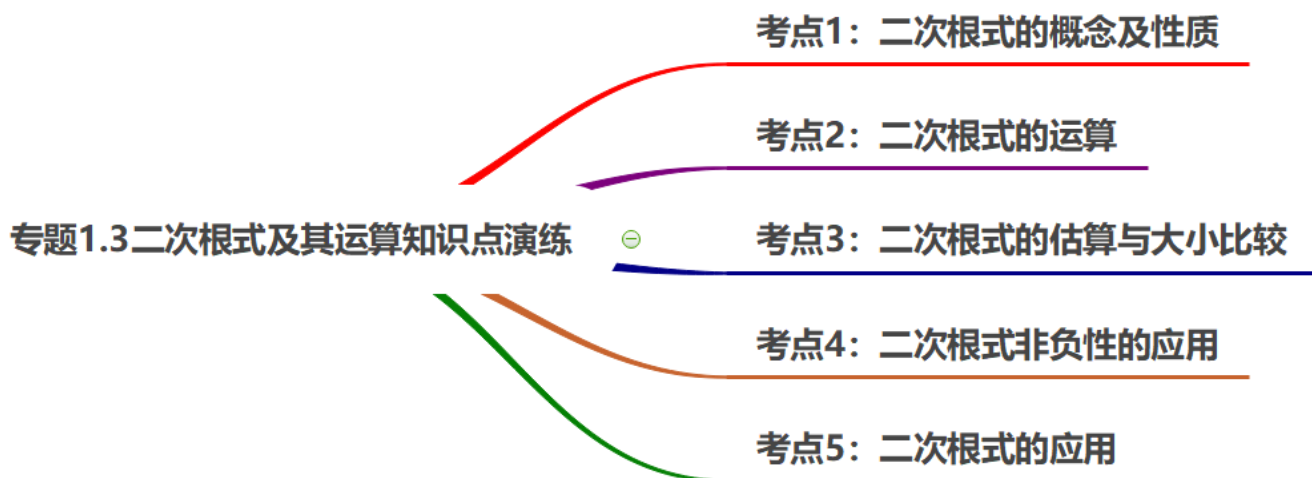 考点1：二次根式的概念及性质
考点2：二次根式的运算
专题1.3二次根式及其运算知识点演练
考点3：二次根式的估算与大小比较
考点4：二次根式非负性的应用
考点5：二次根式的应用